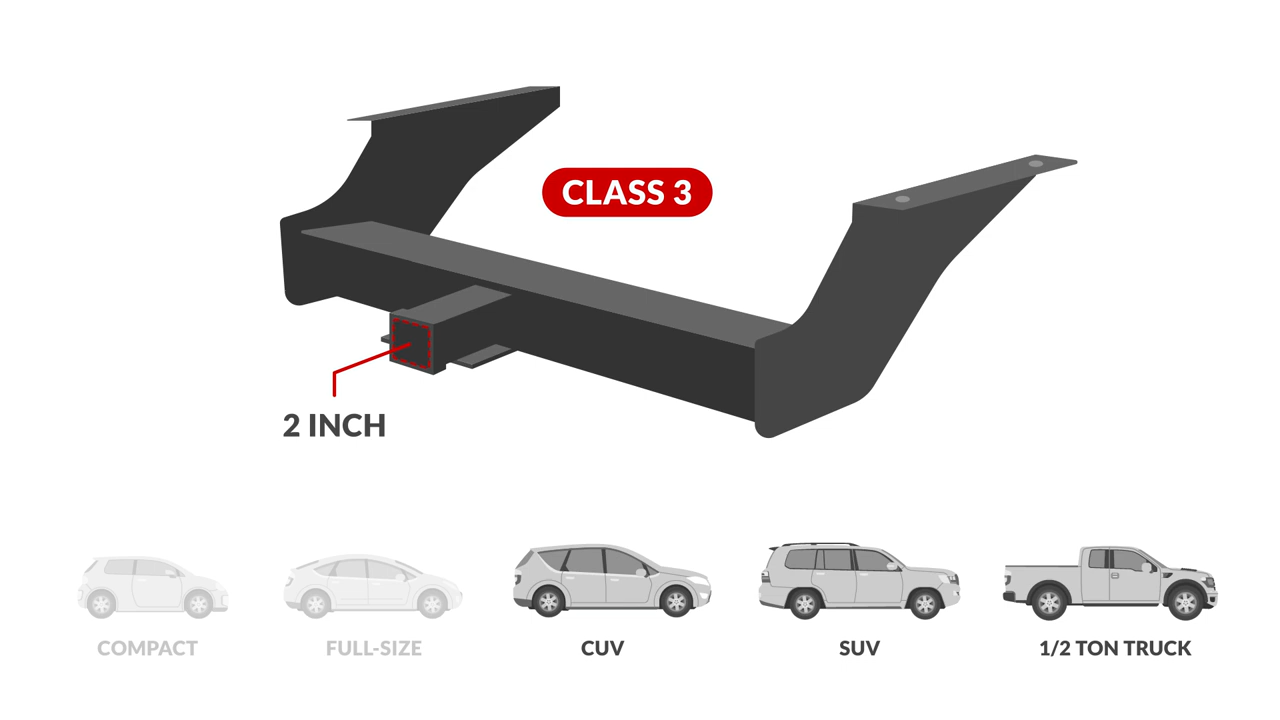 CLASS 3
2 INCH
COMPACT
FULL-SIZE
CUV
SUV
1/2 TON TRUCK